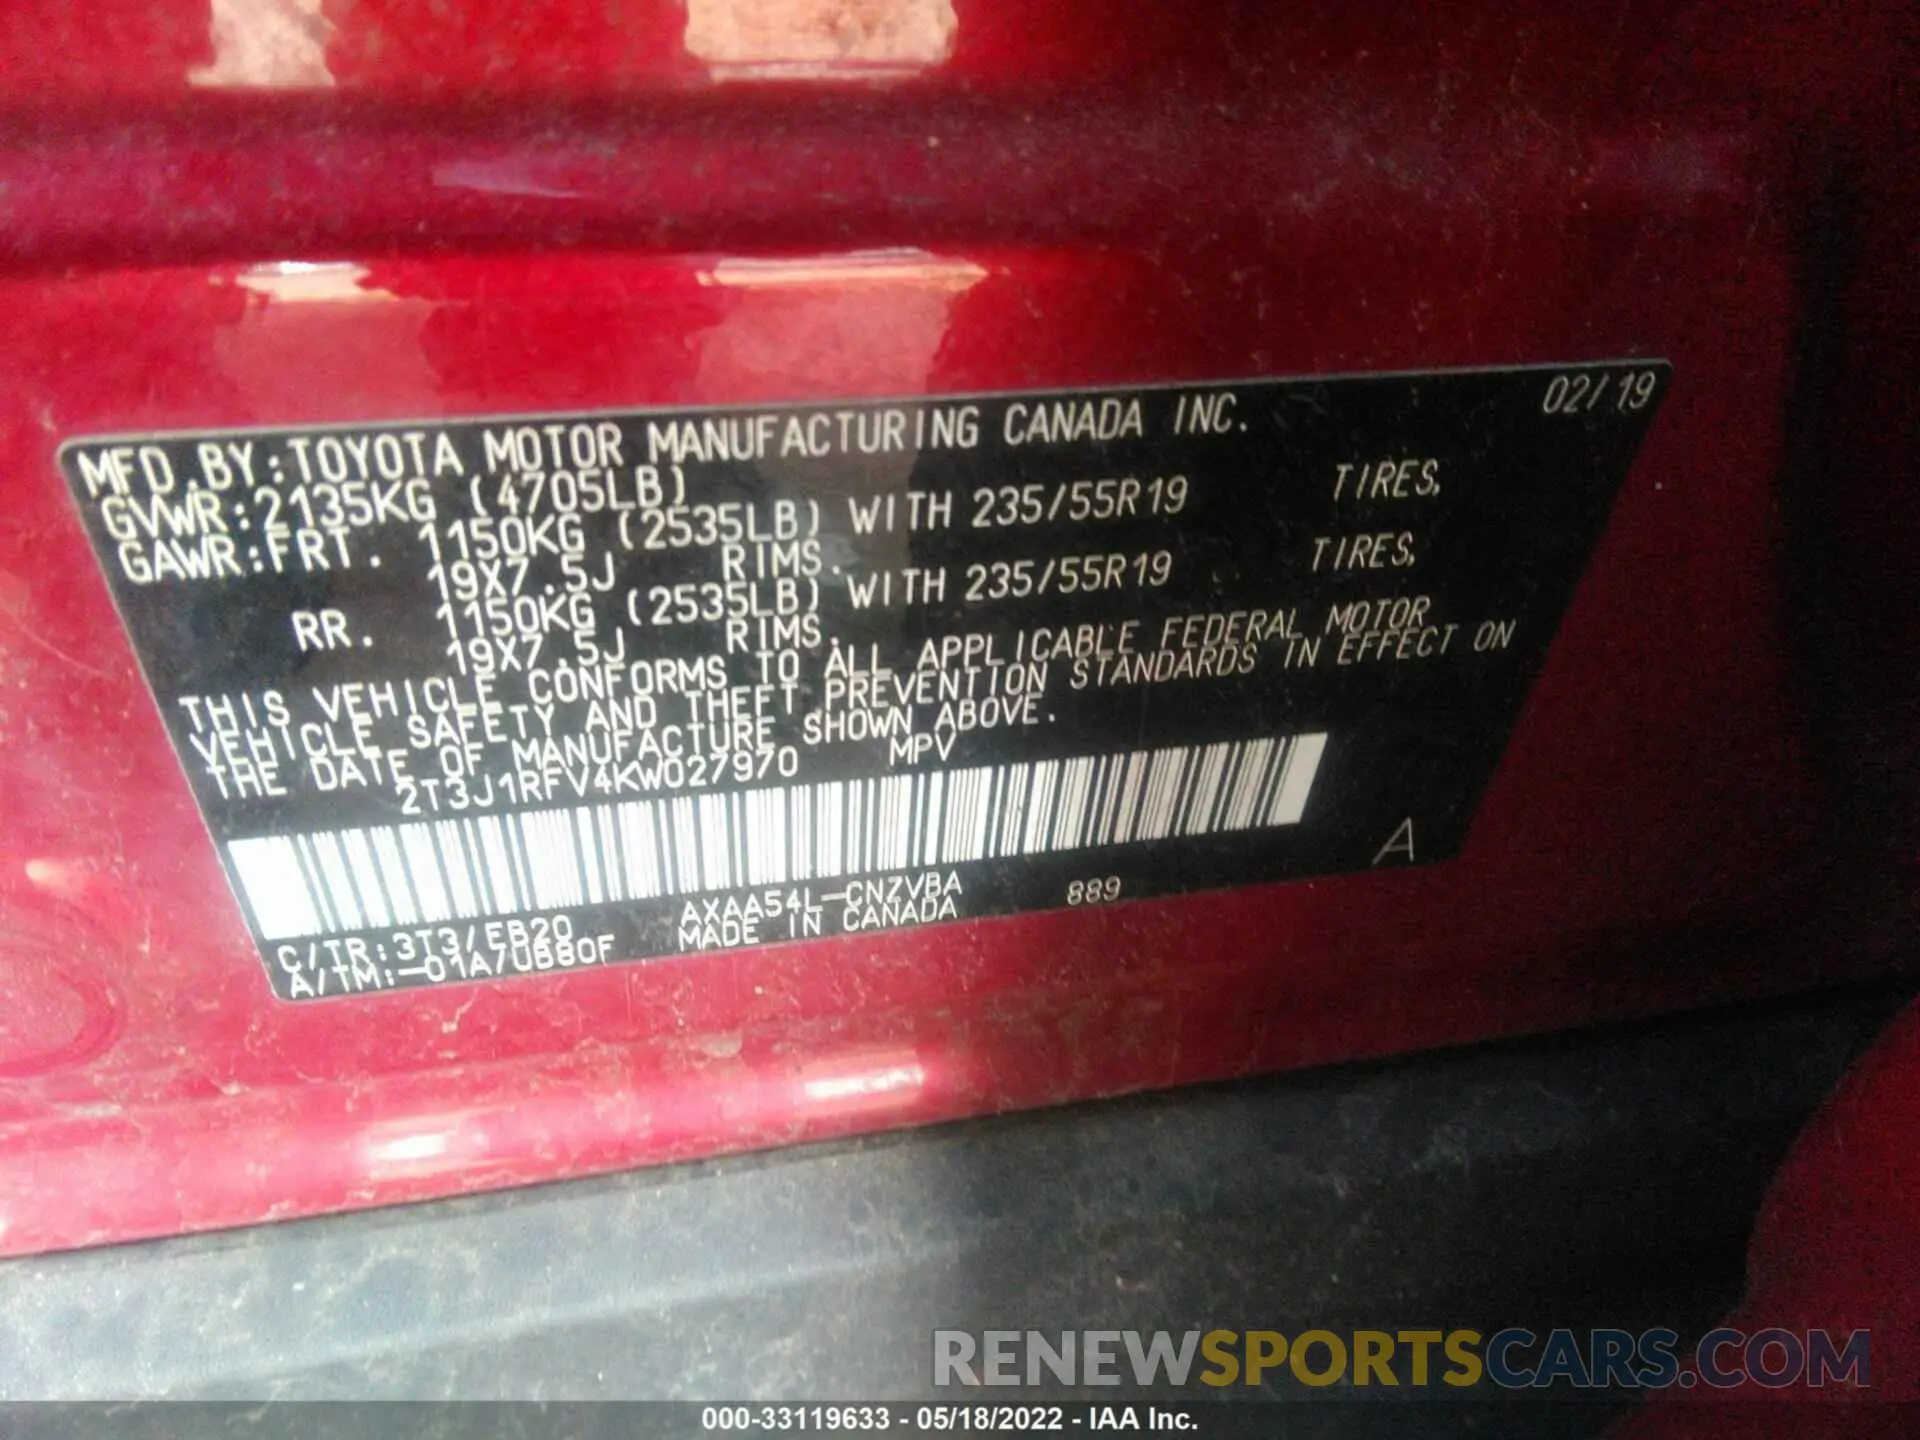 02/19
MFD.BY:TOYOTA MOTOR MANUFACTURING CANADA INC.
GVWR:2135KG (4705LB)
GAWR:FRT. 1150KG (2535LB) WITH 235/55R19 TIRES,
19X7.5J RIMS.
RR. 1150KG (2535LB) WITH 235/55R19 TIRES,
19X7.5J RIMS.
THIS VEHICLE CONFORMS TO ALL APPLICABLE FEDERAL MOTOR
VEHICLE SAFETY AND THEFT PREVENTION STANDARDS IN EFFECT ON
THE DATE OF MANUFACTURE SHOWN ABOVE.
2T3J1RFV4KW027970 MPV
A
C/TR:3T3/EB20 AXAA54L-CNZVBA 889
A/TM:-01A/UB80F MADE IN CANADA
RENEWSPORTSCARS.COM
000-33119633 - 05/18/2022 - IAA Inc.